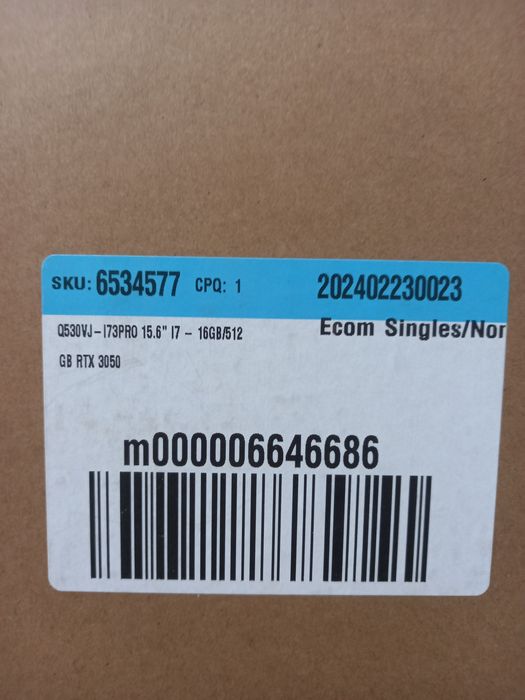 SKU: 6534577 CPQ: 1 202402230023
Q530VJ-I73PRO 15.6" I7 - 16GB/512 Ecom Singles/Nor
GB RTX 3050
m000006646686